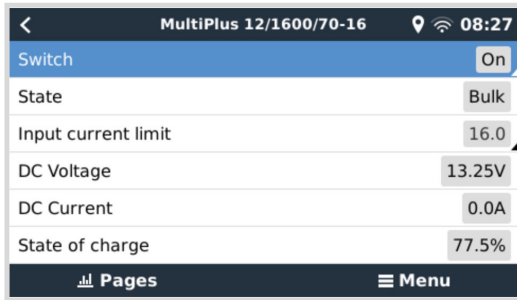 MultiPlus 12/1600/70-16 08:27
Switch On
State Bulk
Input current limit 16.0
DC Voltage 13.25V
DC Current 0.0A
State of charge 77.5%
Pages Menu